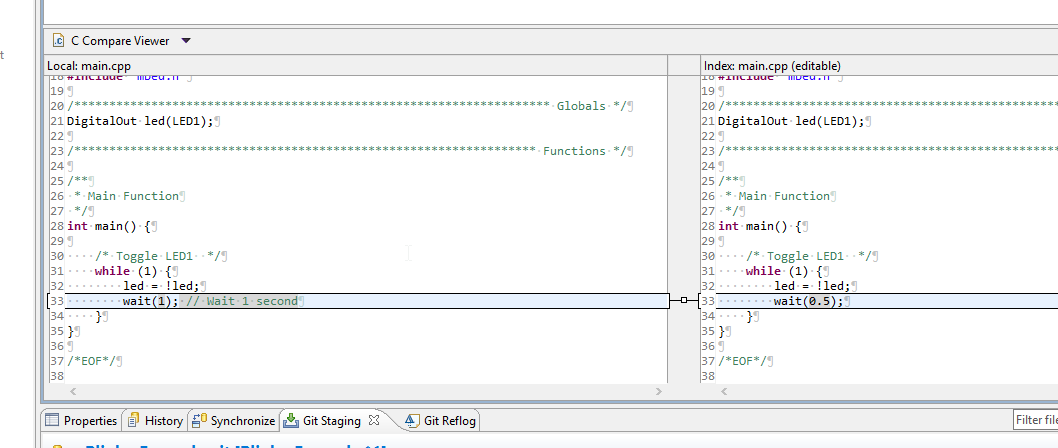 C Compare Viewer
Local: main.cpp
Index: main.cpp (editable)
18 #include "mbed.h"¶
19 ¶
20 /******************************************************************** Globals */¶
21 DigitalOut led(LED1);¶
22 ¶
23 /****************************************************************** Functions */¶
24 ¶
25 /**¶
26 ·* Main Function¶
27 ·*/¶
28 int main() {¶
29 ¶
30 ····/* Toggle LED1 ·*/¶
31 ····while (1) {¶
32 ········led = !led;¶
33 ········wait(1); // Wait 1 second¶
34 ····}¶
35 }¶
36 ¶
37 /*EOF*/¶
38
18 #include "mbed.h"¶
19 ¶
20 /************************************************
21 DigitalOut led(LED1);¶
22 ¶
23 /************************************************
24 ¶
25 /**¶
26 ·* Main Function¶
27 ·*/¶
28 int main() {¶
29 ¶
30 ····/* Toggle LED1 ·*/¶
31 ····while (1) {¶
32 ········led = !led;¶
33 ········wait(0.5);¶
34 ····}¶
35 }¶
36 ¶
37 /*EOF*/¶
38
Properties History Synchronize Git Staging Git Reflog
Filter file